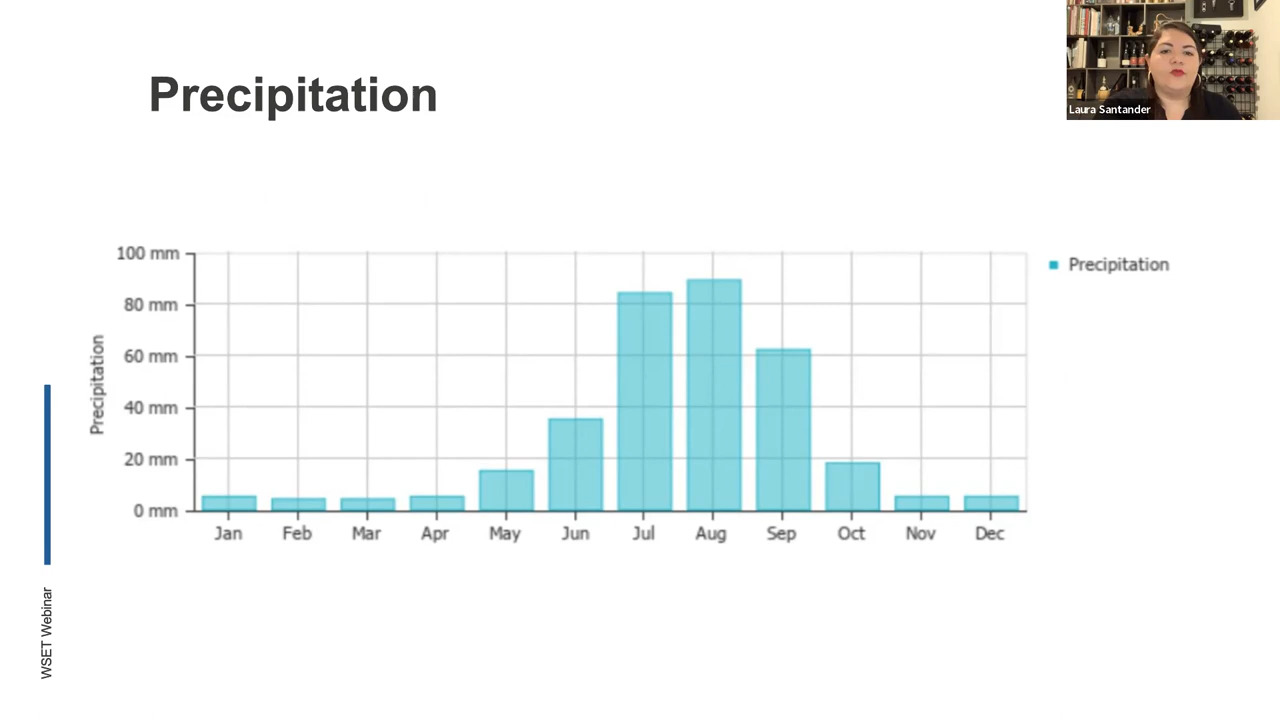 Precipitation
Laura Santander
100 mm
80 mm
60 mm
40 mm
20 mm
0 mm
Precipitation
Jan Feb Mar Apr May Jun Jul Aug Sep Oct Nov Dec
Precipitation
WSET Webinar